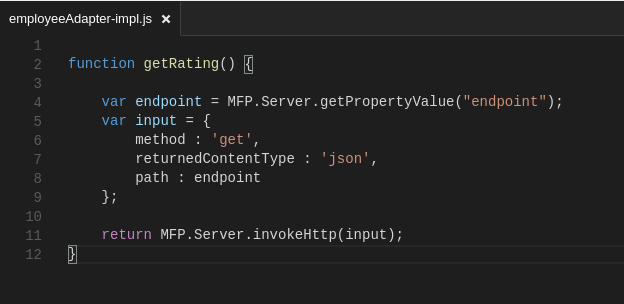 employeeAdapter-impl.js ×
1
2 function getRating() {
3
4 var endpoint = MFP.Server.getPropertyValue("endpoint");
5 var input = {
6 method : 'get',
7 returnedContentType : 'json',
8 path : endpoint
9 };
10
11 return MFP.Server.invokeHttp(input);
12 }